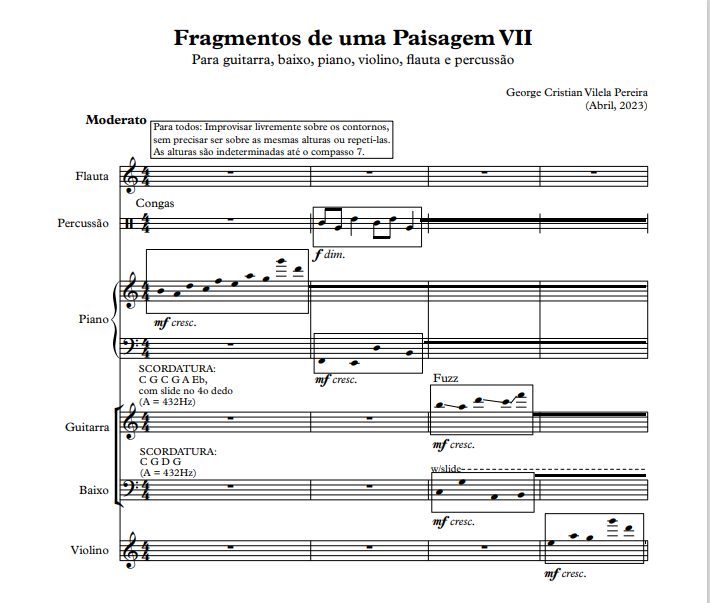 Fragmentos de uma Paisagem VII
Para guitarra, baixo, piano, violino, flauta e percussão
George Cristian Vilela Pereira
(Abril, 2023)
Moderato
Para todos: Improvisar livremente sobre os contornos,
sem precisar ser sobre as mesmas alturas ou repetí-las.
As alturas são indeterminadas até o compasso 7.
Flauta
Congas
Percussão
f dim.
Piano
mf cresc.
mf cresc.
SCORDATURA:
C G C G A Eb,
com slide no 4o dedo
(A = 432Hz)
Fuzz
Guitarra
mf cresc.
SCORDATURA:
C G D G
(A = 432Hz)
w/slide
Baixo
mf cresc.
Violino
mf cresc.